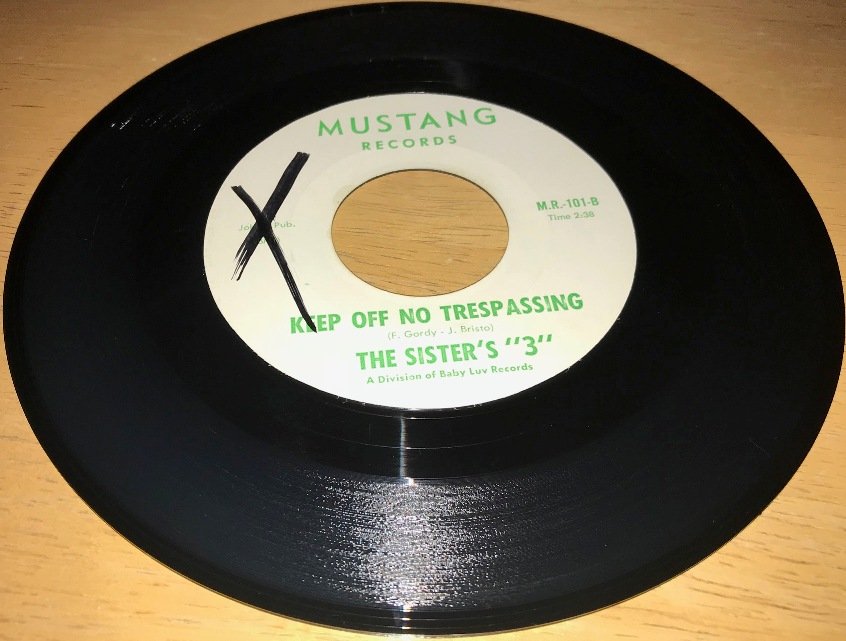 MUSTANG
RECORDS
M.R.-101-B
Time 2:38
Pub.
KEEP OFF NO TRESPASSING
(F. Gordy - J. Bristo)
THE SISTER'S "3"
A Division of Baby Luv Records